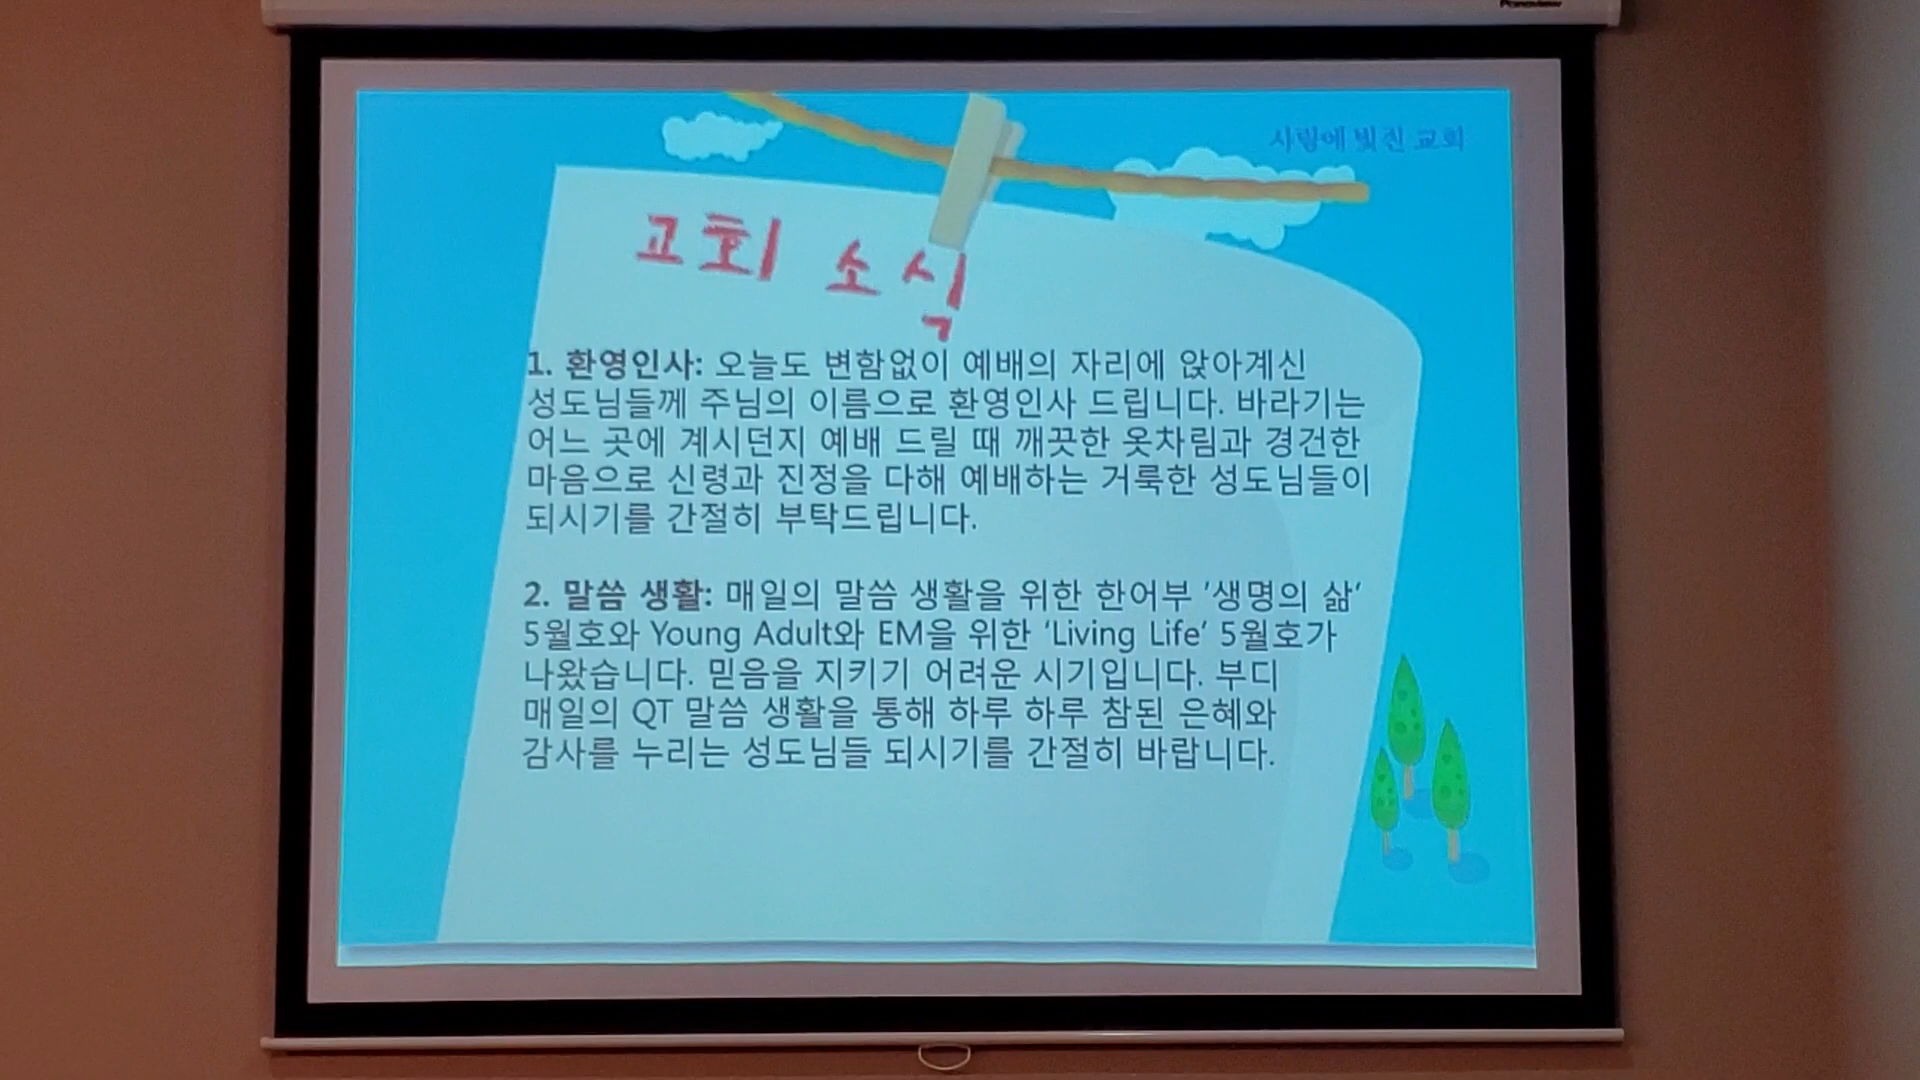 사랑에 빚진 교회
교회 소식
1. 환영인사: 오늘도 변함없이 예배의 자리에 앉아계신
성도님들께 주님의 이름으로 환영인사 드립니다. 바라기는
어느 곳에 계시던지 예배 드릴 때 깨끗한 옷차림과 경건한
마음으로 신령과 진정을 다해 예배하는 거룩한 성도님들이
되시기를 간절히 부탁드립니다.
2. 말씀 생활: 매일의 말씀 생활을 위한 한어부 '생명의 삶'
5월호와 Young Adult와 EM을 위한 'Living Life' 5월호가
나왔습니다. 믿음을 지키기 어려운 시기입니다. 부디
매일의 QT 말씀 생활을 통해 하루 하루 참된 은혜와
감사를 누리는 성도님들 되시기를 간절히 바랍니다.